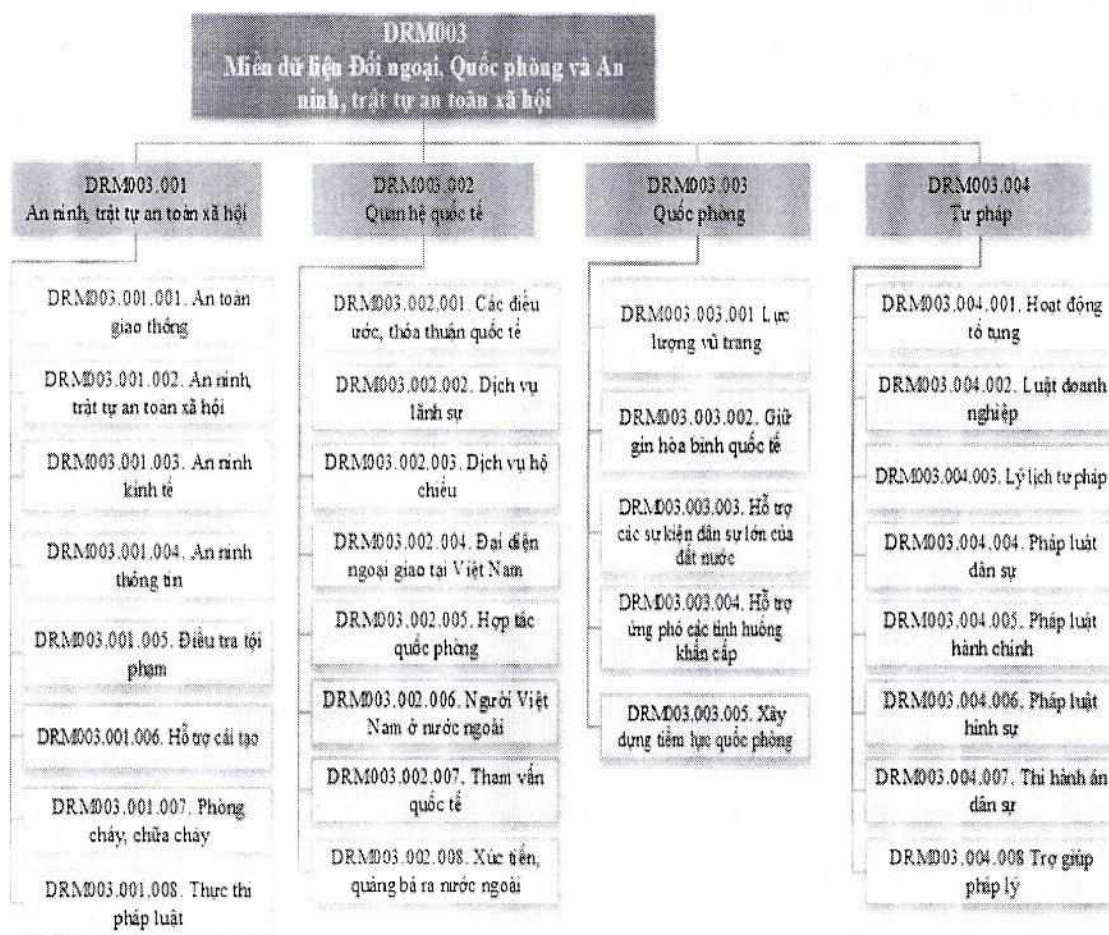 DRM003
Miền dữ liệu Đối ngoại, Quốc phòng và An
ninh, trật tự an toàn xã hội
DRM003.001
An ninh, trật tự an toàn xã hội
DRM003.001.001. An toàn
giao thông
DRM003.001.002. An ninh,
trật tự an toàn xã hội
DRM003.001.003. An ninh
kinh tế
DRM003.001.004. An ninh
thông tin
DRM003.001.005. Điều tra tội
phạm
DRM003.001.006. Hỗ trợ cải tạo
DRM003.001.007. Phòng
cháy, chữa cháy
DRM003.001.008. Thực thi
pháp luật
DRM003.002
Quan hệ quốc tế
DRM003.002.001. Các điều
ước, thỏa thuận quốc tế
DRM003.002.002. Dịch vụ
lãnh sự
DRM003.002.003. Dịch vụ hộ
chiếu
DRM003.002.004. Đại diện
ngoại giao tại Việt Nam
DRM003.002.005. Hợp tác
quốc phòng
DRM003.002.006. Người Việt
Nam ở nước ngoài
DRM003.002.007. Tham vấn
quốc tế
DRM003.002.008. Xúc tiến,
quảng bá ra nước ngoài
DRM003.003
Quốc phòng
DRM003.003.001 Lực
lượng vũ trang
DRM003.003.002. Giữ
gìn hòa bình quốc tế
DRM003.003.003. Hỗ trợ
các sự kiện dân sự lớn của
đất nước
DRM003.003.004. Hỗ trợ
ứng phó các tình huống
khẩn cấp
DRM003.003.005. Xây
dựng tiềm lực quốc phòng
DRM003.004
Tư pháp
DRM003.004.001. Hoạt động
tố tụng
DRM003.004.002. Luật doanh
nghiệp
DRM003.004.003. Lý lịch tư pháp
DRM003.004.004. Pháp luật
dân sự
DRM003.004.005. Pháp luật
hành chính
DRM003.004.006. Pháp luật
hình sự
DRM003.004.007. Thi hành án
dân sự
DRM003.004.008 Trợ giúp
pháp lý